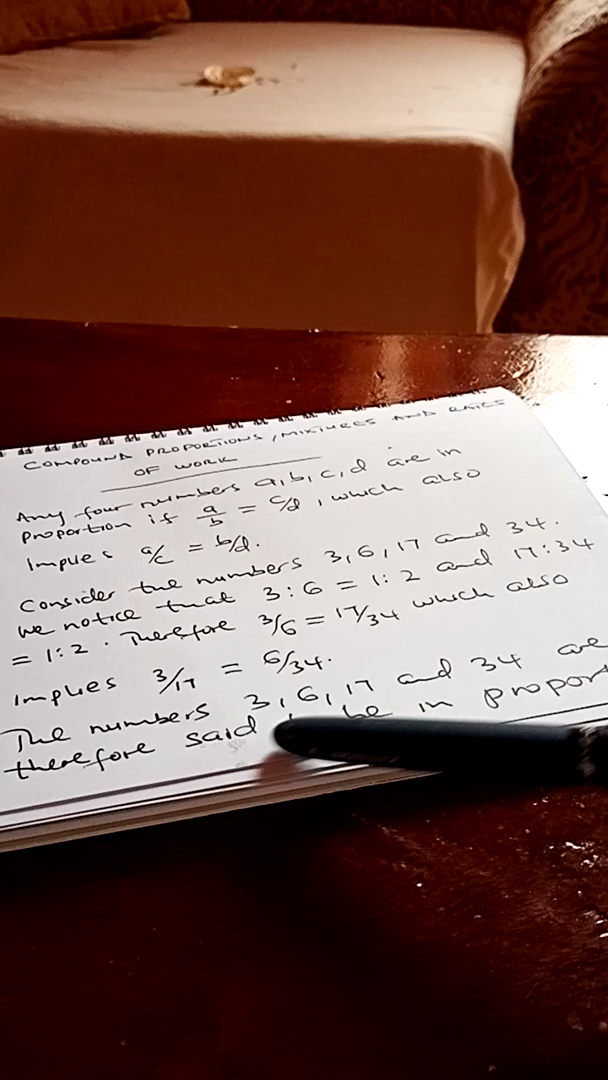 COMPOUND PROPORTIONS, MIXTURES AND RATES
OF WORK
Any four numbers a, b, c, d are in
proportion if a/b = c/d, which also
Implies a/c = b/d.
Consider the numbers 3, 6, 17 and 34.
We notice that 3:6 = 1:2 and 17:34
= 1:2. Therefore 3/6 = 17/34 which also
Implies 3/17 = 6/34.
The numbers 3, 6, 17 and 34 are
therefore said be in